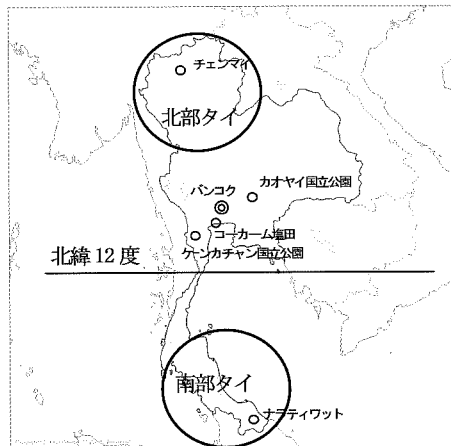 チェンマイ
北部タイ
カオヤイ国立公園
バンコク
コーカーム塩田
ケーンカチャン国立公園
北緯12度
南部タイ
ナラティワット